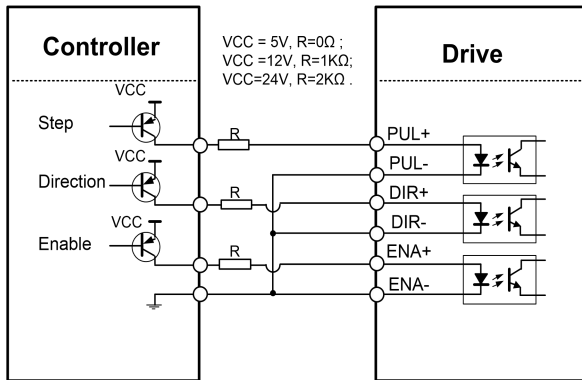 Controller
VCC = 5V, R=0Ω ;
VCC =12V, R=1KΩ;
VCC=24V, R=2KΩ .
Drive
VCC
Step
R
PUL+
VCC
PUL-
Direction
R
DIR+
VCC
DIR-
Enable
R
ENA+
ENA-